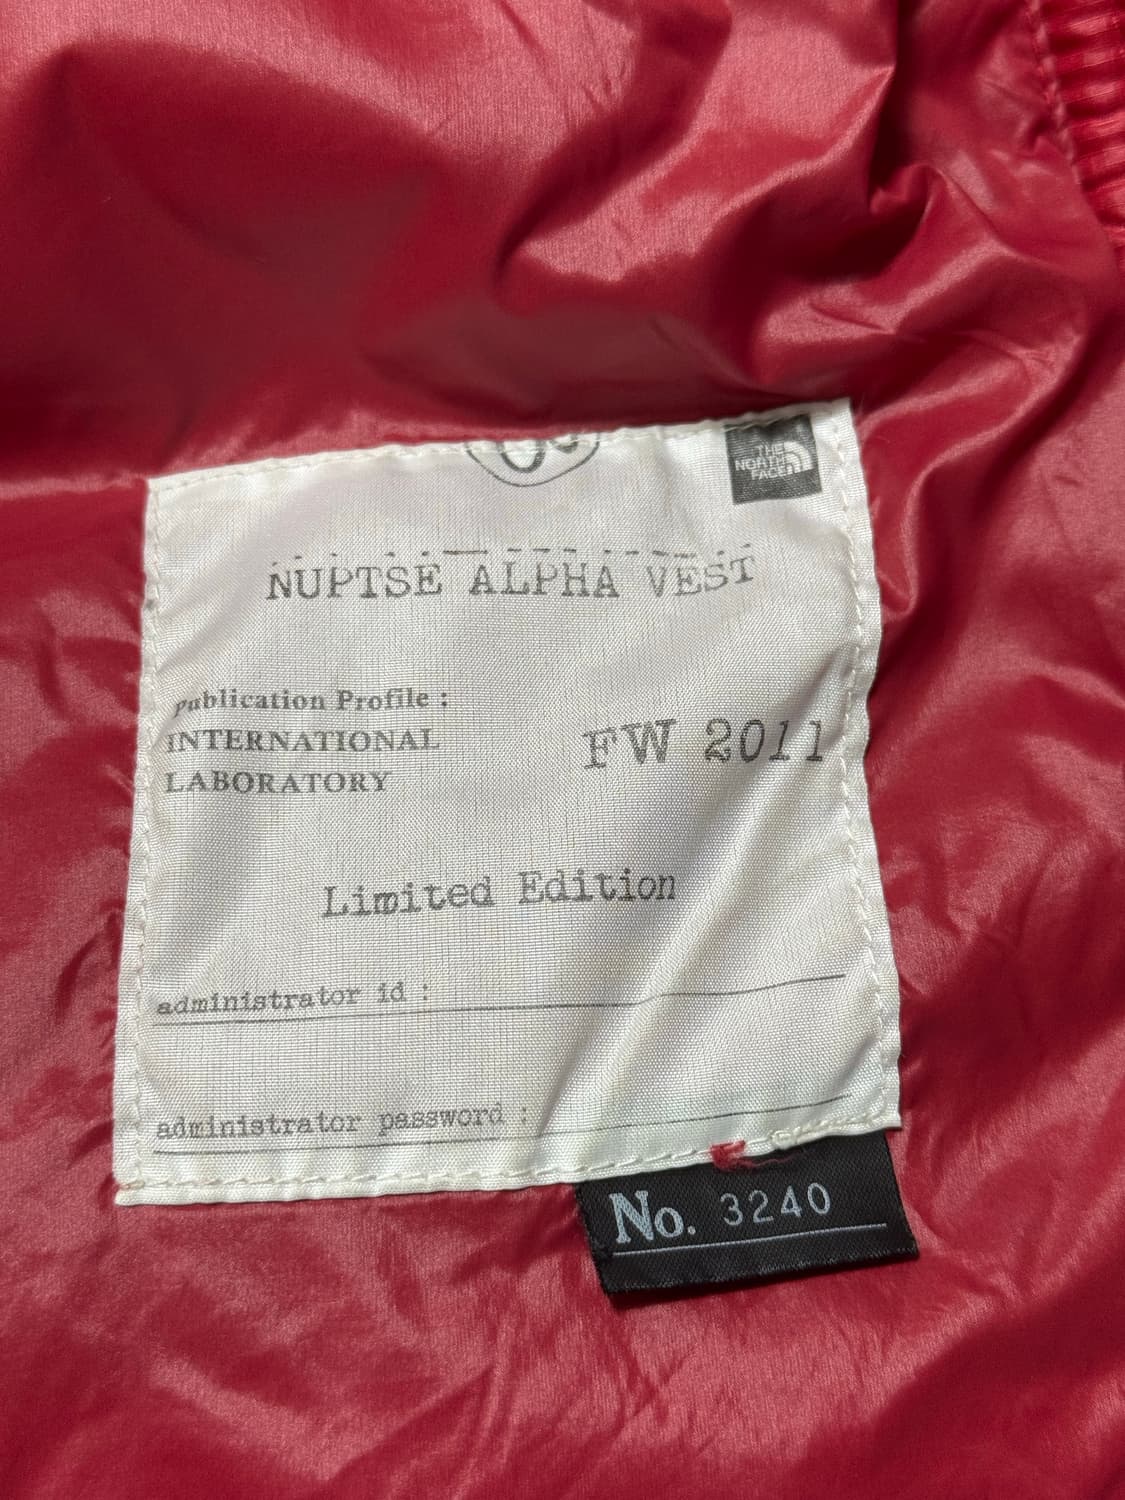 THE
NORTH
FACE
NUPTSE ALPHA VEST
Publication Profile :
INTERNATIONAL
LABORATORY
FW 2011
Limited Edition
administrator id :
administrator password :
No. 3240